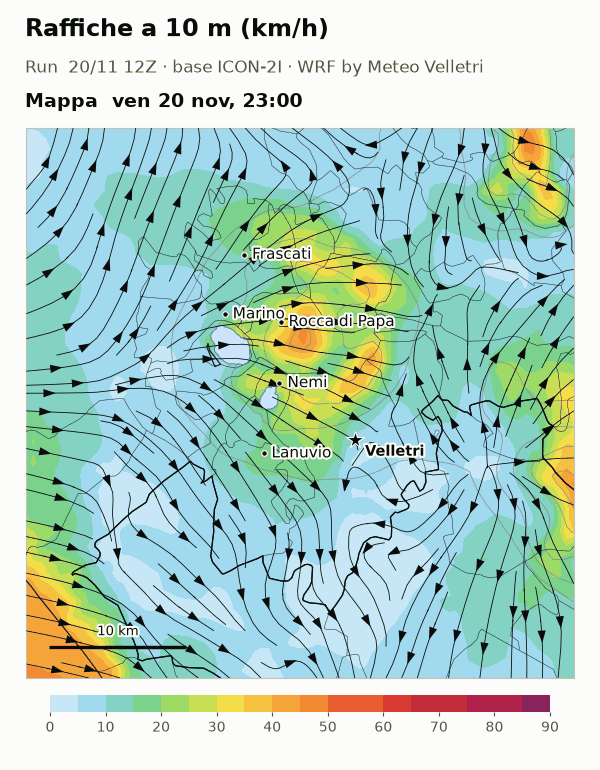 Raffiche a 10 m (km/h)
Run  20/11 12Z · base ICON-2I · WRF by Meteo Velletri
Mappa  ven 20 nov, 23:00
Frascati
Marino
Rocca di Papa
Nemi
Velletri
Lanuvio
10 km
0 10 20 30 40 50 60 70 80 90